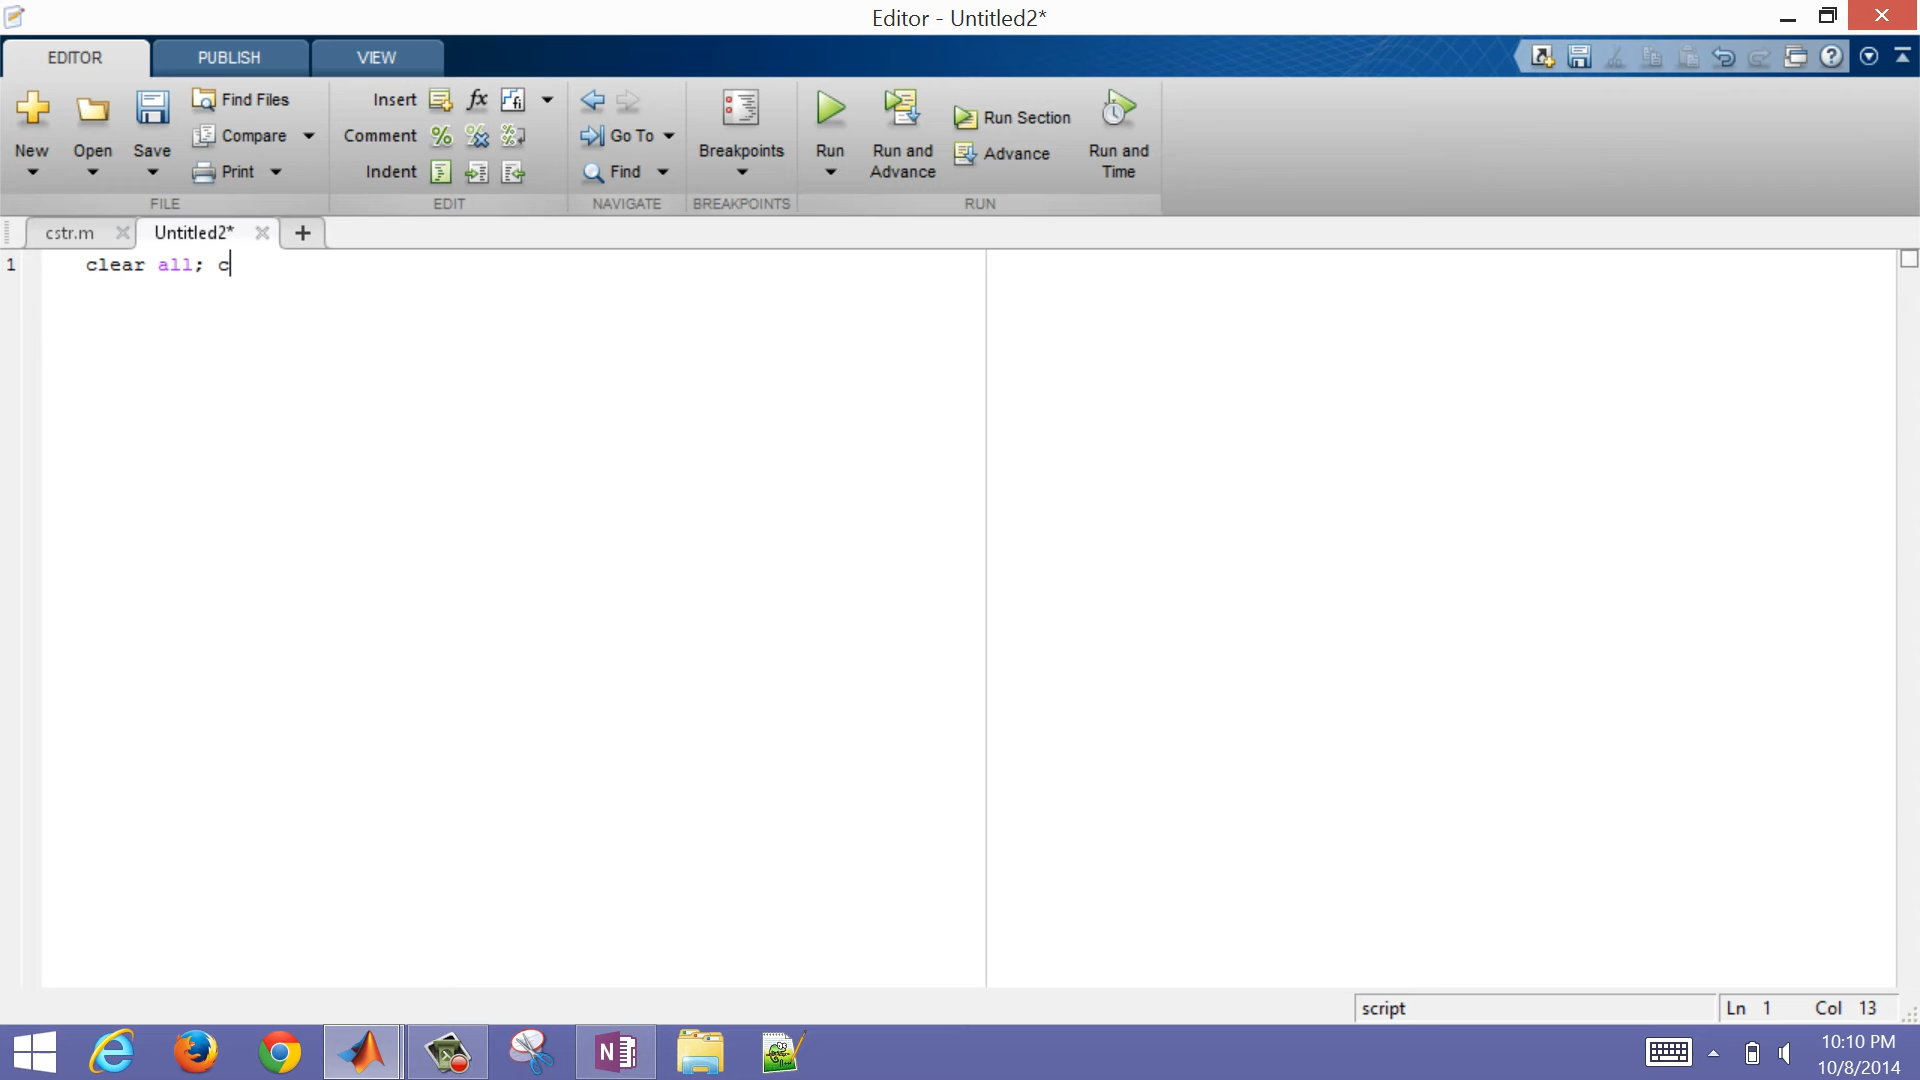 Editor - Untitled2*
EDITOR PUBLISH VIEW
New Open Save Find Files Compare Print
FILE
Insert fx fi
Comment % % %
Indent
EDIT
Go To
Find
NAVIGATE
Breakpoints
BREAKPOINTS
Run Run and Advance Run Section Advance Run and Time
RUN
cstr.m Untitled2* +
1 clear all; c
script Ln 1 Col 13
N
10:10 PM
10/8/2014